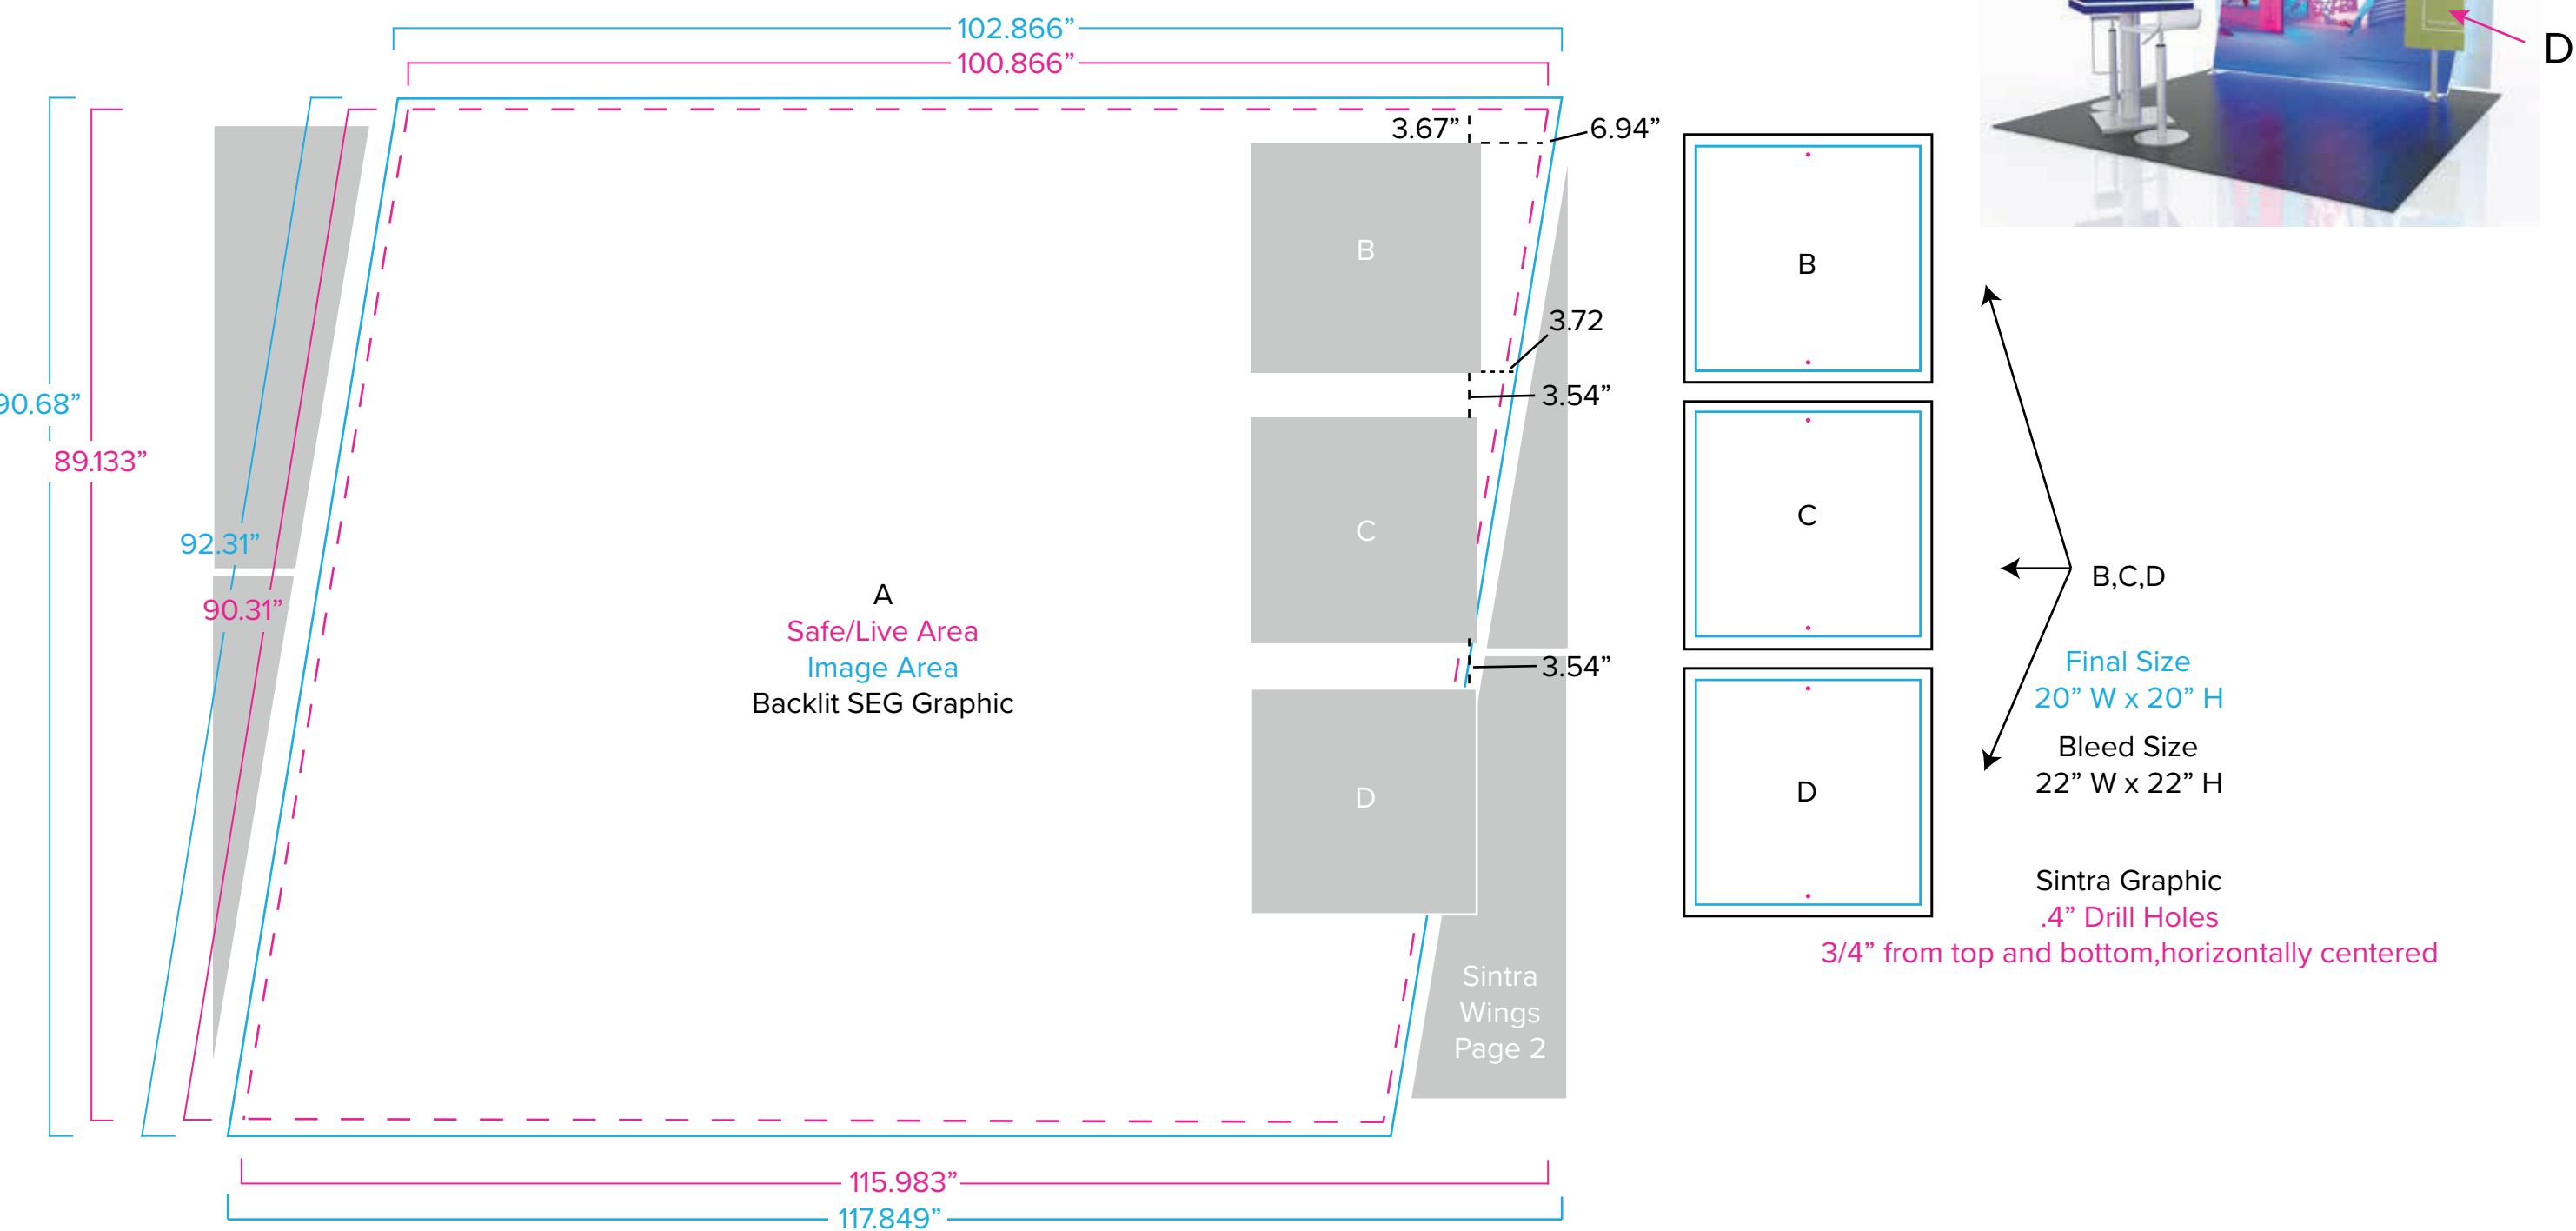 102.866”
100.866”
D
3.67”
6.94”
B
B
3.72
3.54”
90.68”
89.133”
C
C
92.31”
90.31”
A
Safe/Live Area
Image Area
Backlit SEG Graphic
B,C,D
3.54”
Final Size
20” W x 20” H
Bleed Size
22” W x 22” H
D
D
Sintra Graphic
.4” Drill Holes
3/4” from top and bottom,horizontally centered
Sintra
Wings
Page 2
115.983”
117.849”